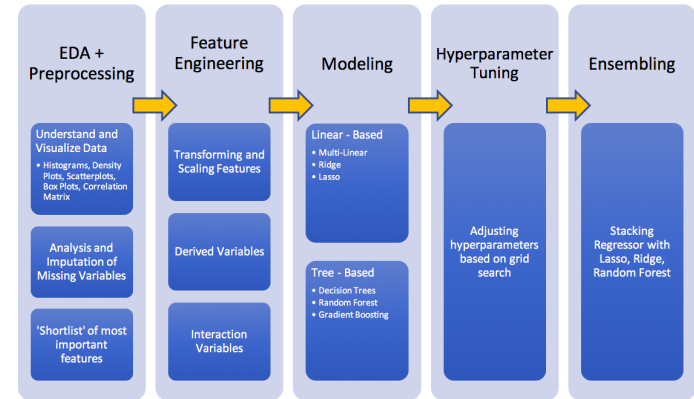 EDA +
Preprocessing
Understand and
Visualize Data
• Histograms, Density
Plots, Scatterplots,
Box Plots, Correlation
Matrix
Analysis and
Imputation of
Missing Variables
'Shortlist' of most
important
features
Feature
Engineering
Transforming and
Scaling Features
Derived Variables
Interaction
Variables
Modeling
Linear - Based
• Multi-Linear
• Ridge
• Lasso
Tree - Based
• Decision Trees
• Random Forest
• Gradient Boosting
Hyperparameter
Tuning
Adjusting
hyperparameters
based on grid
search
Ensembling
Stacking
Regressor with
Lasso, Ridge,
Random Forest